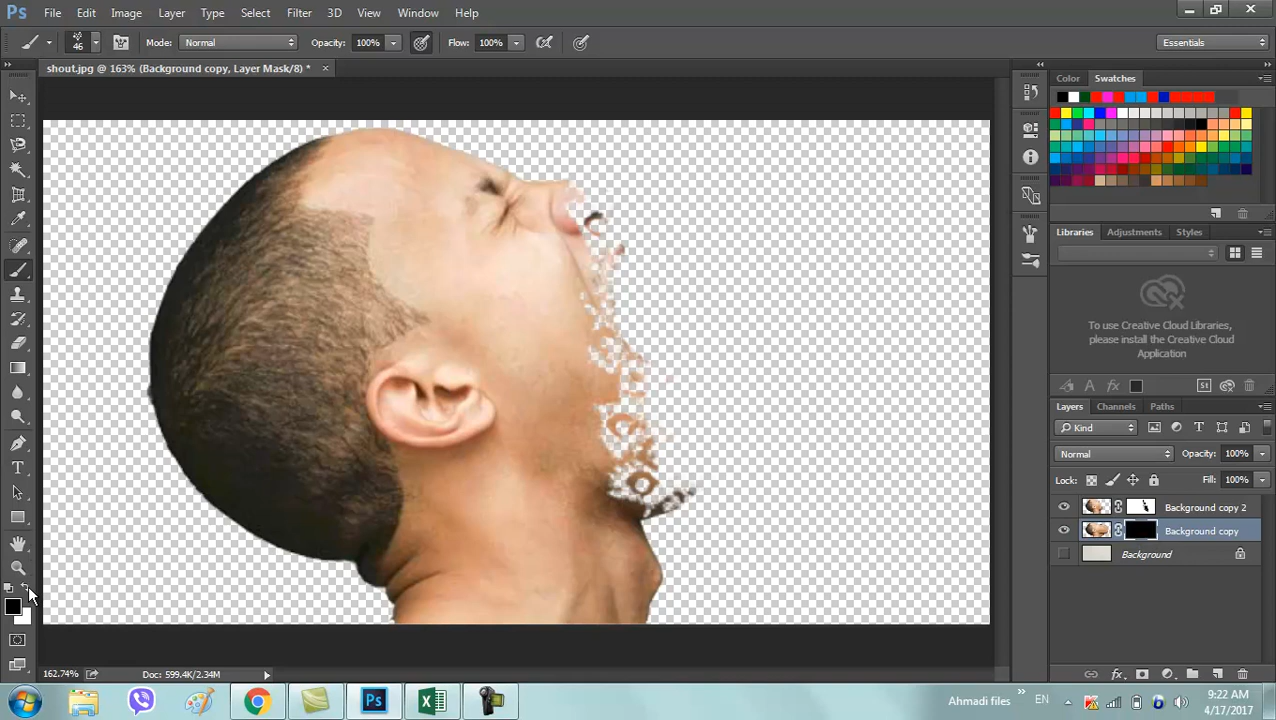 Ps File Edit Image Layer Type Select Filter 3D View Window Help
46 Mode: Normal Opacity: 100% Flow: 100% Essentials
shout.jpg @ 163% (Background copy, Layer Mask/8) *
Color Swatches
Libraries Adjustments Styles
To use Creative Cloud Libraries,
please install the Creative Cloud
Application
St
Layers Channels Paths
Kind
Normal Opacity: 100%
Lock: Fill: 100%
Background copy 2
Background copy
Background
162.74% Doc: 599.4K/2.34M
Ahmadi files EN 9:22 AM
4/17/2017